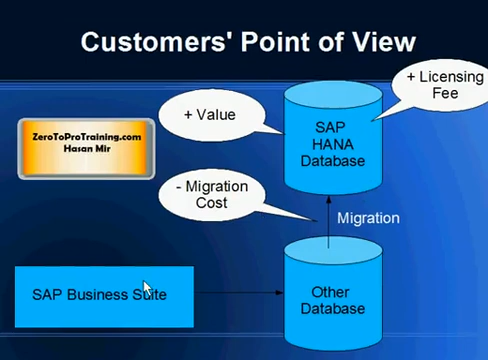 Customers' Point of View
+ Licensing
Fee
+ Value
SAP
HANA
Database
ZeroToProTraining.com
Hasan Mir
- Migration
Cost
Migration
SAP Business Suite
Other
Database